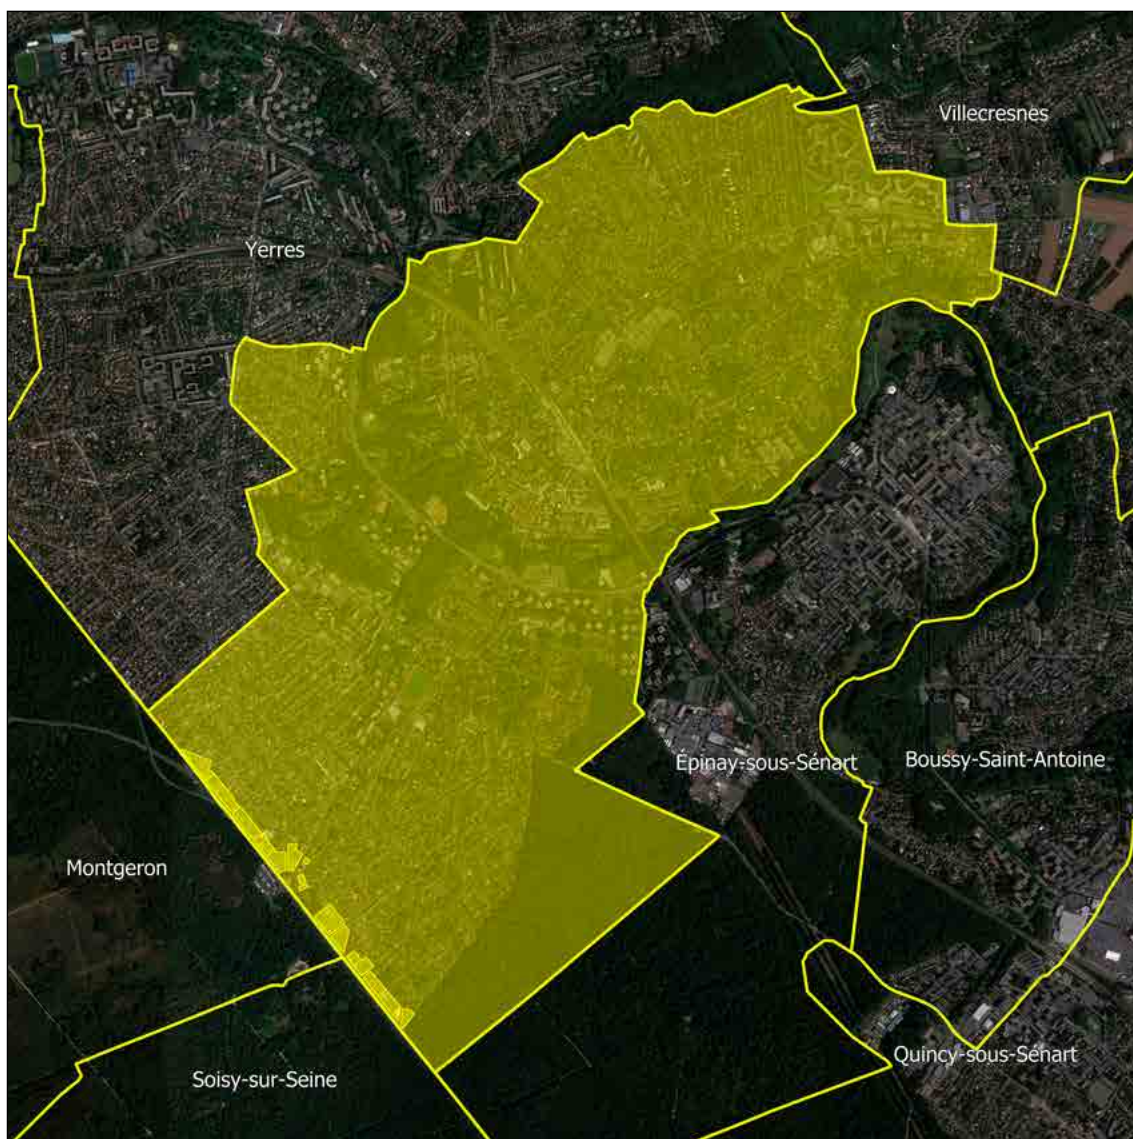 Villecresnes
Yerres
Épinay-sous-Sénart
Boussy-Saint-Antoine
Montgeron
Quincy-sous-Sénart
Soisy-sur-Seine